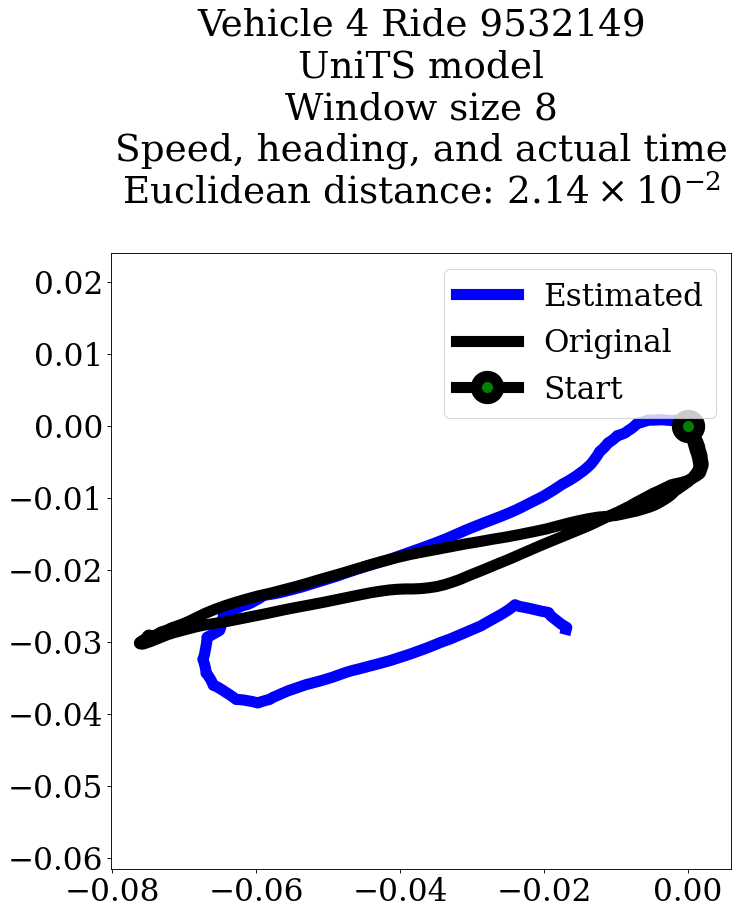 Vehicle 4 Ride 9532149
UniTS model
Window size 8
Speed, heading, and actual time
Euclidean distance: 2.14 × 10⁻²
Estimated
Original
Start
0.02
0.01
0.00
−0.01
−0.02
−0.03
−0.04
−0.05
−0.06
−0.08 −0.06 −0.04 −0.02 0.00